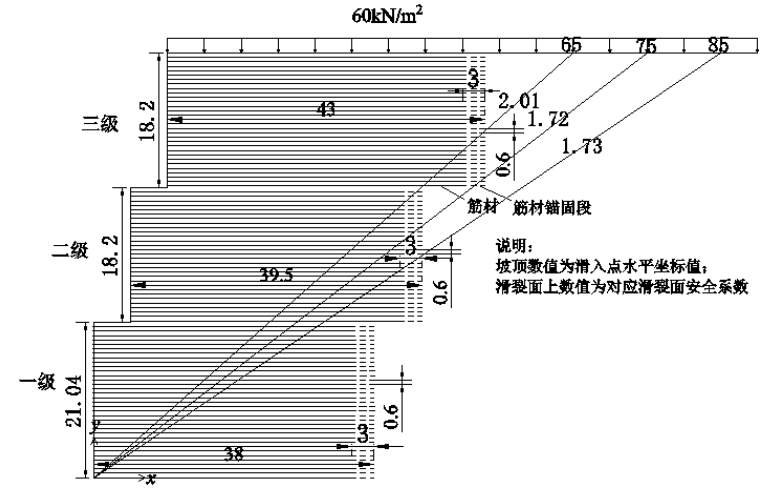 60kN/m²
65 75 85
3
43
2.01
1.72
1.73
三级
18.2
0.6
筋材 筋材锚固段
二级
18.2
3
39.5
0.6
说明:
坡顶数值为滑入点水平坐标值;
滑裂面上数值为对应滑裂面安全系数
一级
21.04
0.6
y
3
38
x